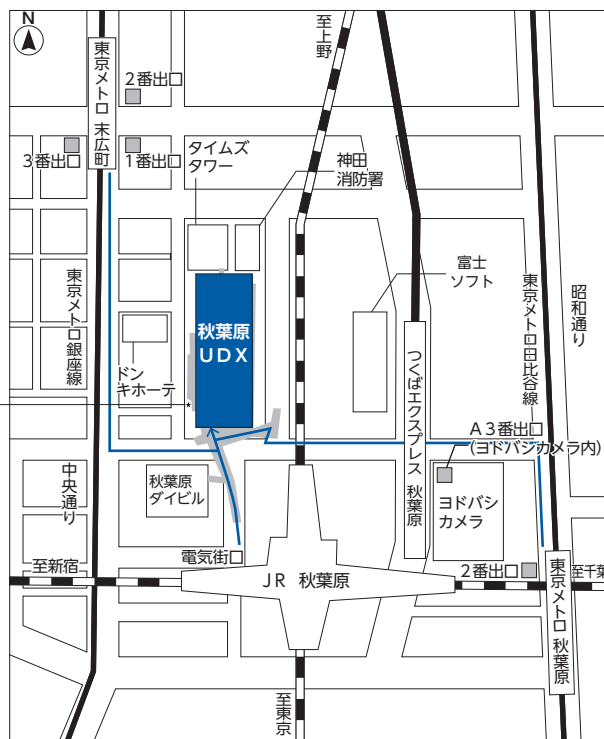 N
東京メトロ 末広町
2番出口
3番出口
1番出口
タイムズ
タワー
神田
消防署
至上野
富士
ソフト
昭和通り
東京メトロ日比谷線
東京メトロ銀座線
秋葉原
UDX
ドン
キホーテ
つくばエクスプレス 秋葉原
*
A3番出口
(ヨドバシカメラ内)
中央通り
秋葉原
ダイビル
ヨドバシ
カメラ
電気街口
至新宿
JR 秋葉原
2番出口
至千葉
東京メトロ 秋葉原
至東京